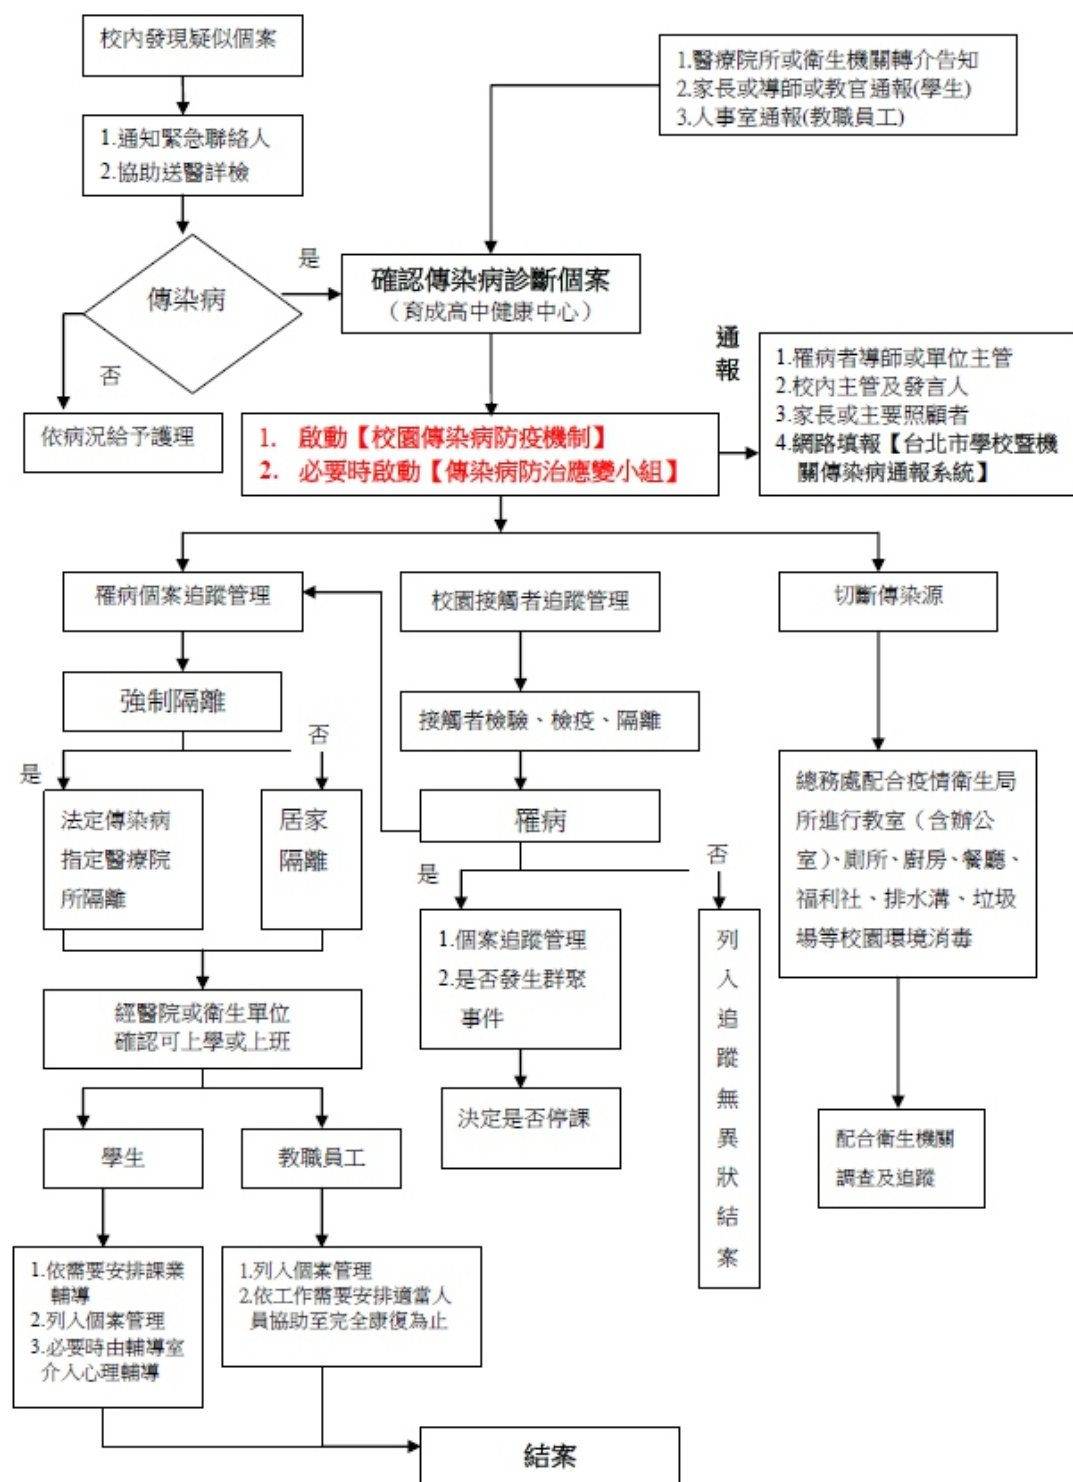 校內發現疑似個案
1.醫療院所或衛生機關轉介告知
2.家長或導師或教官通報(學生)
3.人事室通報(教職員工)
1.通知緊急聯絡人
2.協助送醫詳檢
傳染病
是
確認傳染病診斷個案
（育成高中健康中心）
否
依病況給予護理
通
報
1.罹病者導師或單位主管
2.校內主管及發言人
3.家長或主要照顧者
4.網路填報【台北市學校暨機
關傳染病通報系統】
1. 啟動【校園傳染病防疫機制】
2. 必要時啟動【傳染病防治應變小組】
罹病個案追蹤管理
校園接觸者追蹤管理
切斷傳染源
強制隔離
接觸者檢驗、檢疫、隔離
是
否
法定傳染病
指定醫療院
所隔離
居家
隔離
罹病
是
否
總務處配合疫情衛生局
所進行教室（含辦公
室）、廁所、廚房、餐廳、
福利社、排水溝、垃圾
場等校園環境消毒
1.個案追蹤管理
2.是否發生群聚
事件
列
入
追
蹤
無
異
狀
結
案
經醫院或衛生單位
確認可上學或上班
決定是否停課
配合衛生機關
調查及追蹤
學生
教職員工
1.依需要安排課業
輔導
2.列入個案管理
3.必要時由輔導室
介入心理輔導
1.列入個案管理
2.依工作需要安排適當人
員協助至完全康復為止
結案